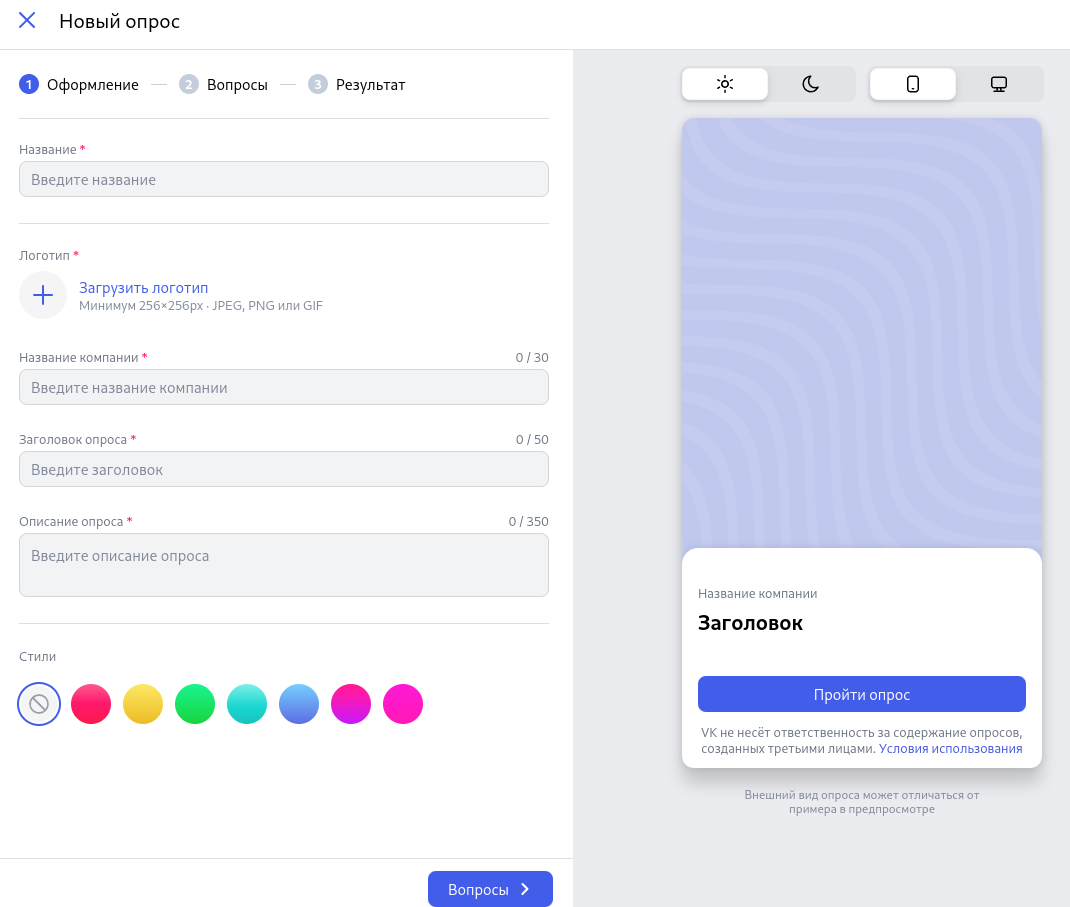 Новый опрос
1 Оформление — 2 Вопросы — 3 Результат
Название *
Введите название
Логотип *
Загрузить логотип
Минимум 256×256px · JPEG, PNG или GIF
Название компании * 0 / 30
Введите название компании
Заголовок опроса * 0 / 50
Введите заголовок
Описание опроса * 0 / 350
Введите описание опроса
Стили
Вопросы
Название компании
Заголовок
Пройти опрос
VK не несёт ответственность за содержание опросов,
созданных третьими лицами. Условия использования
Внешний вид опроса может отличаться от
примера в предпросмотре